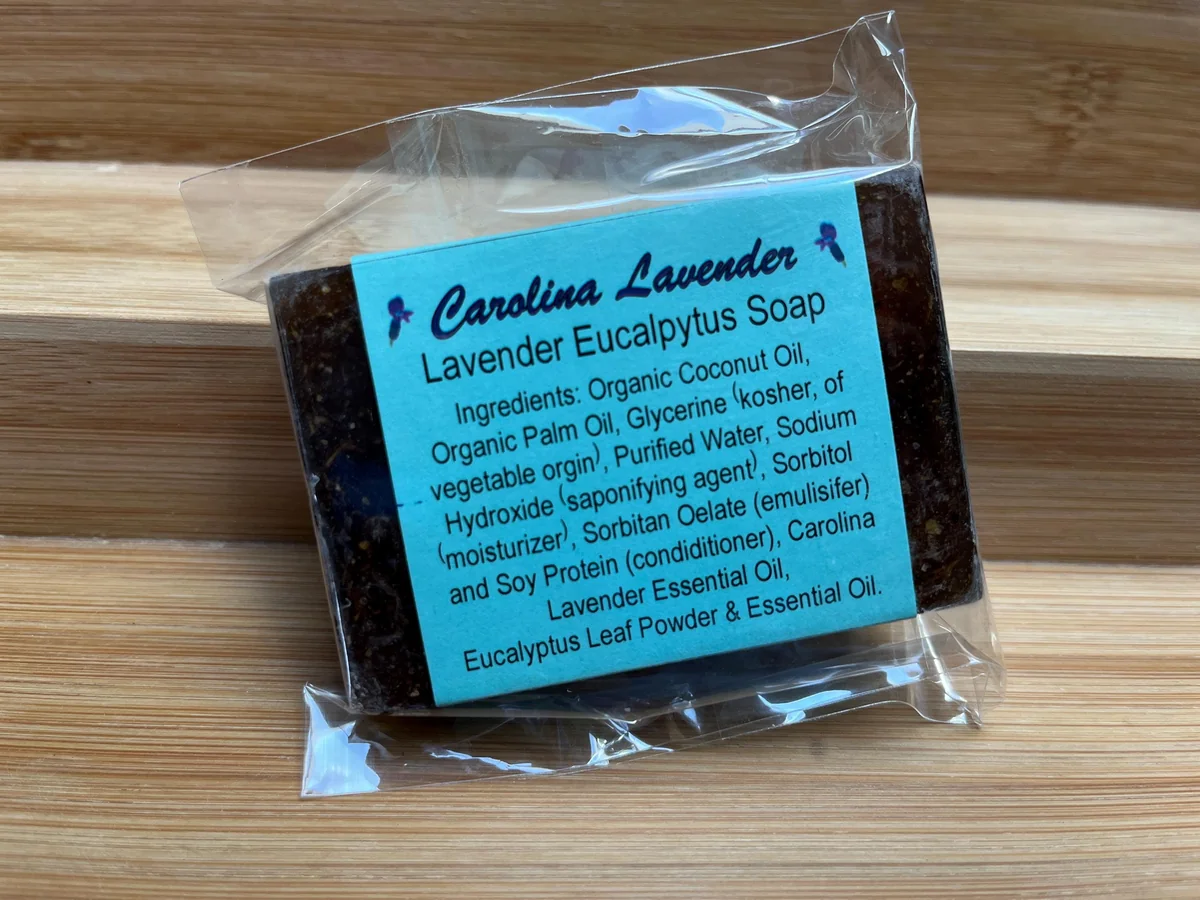 Carolina Lavender
Lavender Eucalpytus Soap
Ingredients: Organic Coconut Oil,
Organic Palm Oil, Glycerine (kosher, of
vegetable orgin), Purified Water, Sodium
Hydroxide (saponifying agent), Sorbitol
(moisturizer), Sorbitan Oelate (emulisifer)
and Soy Protein (condiditioner), Carolina
Lavender Essential Oil,
Eucalyptus Leaf Powder & Essential Oil.